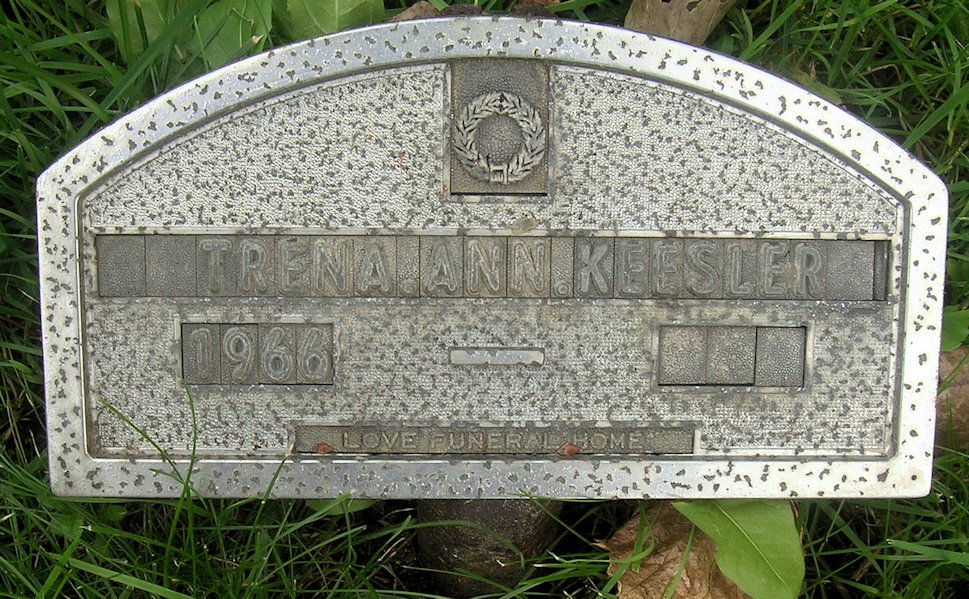 TRENA.ANN.KEESLER
1966 —
LOVE FUNERAL HOME